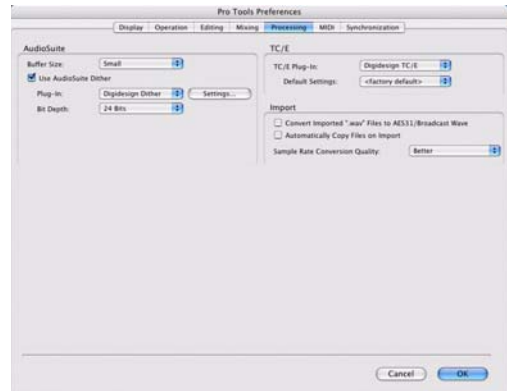 Pro Tools Preferences
Display Operation Editing Mixing Processing MIDI Synchronization
AudioSuite
Buffer Size: Small
Use AudioSuite Dither
Plug-In: Digidesign Dither Settings...
Bit Depth: 24 Bits
TC/E
TC/E Plug-In: Digidesign TC/E
Default Settings: <factory default>
Import
Convert Imported ".wav" Files to AES31/Broadcast Wave
Automatically Copy Files on Import
Sample Rate Conversion Quality: Better
Cancel OK